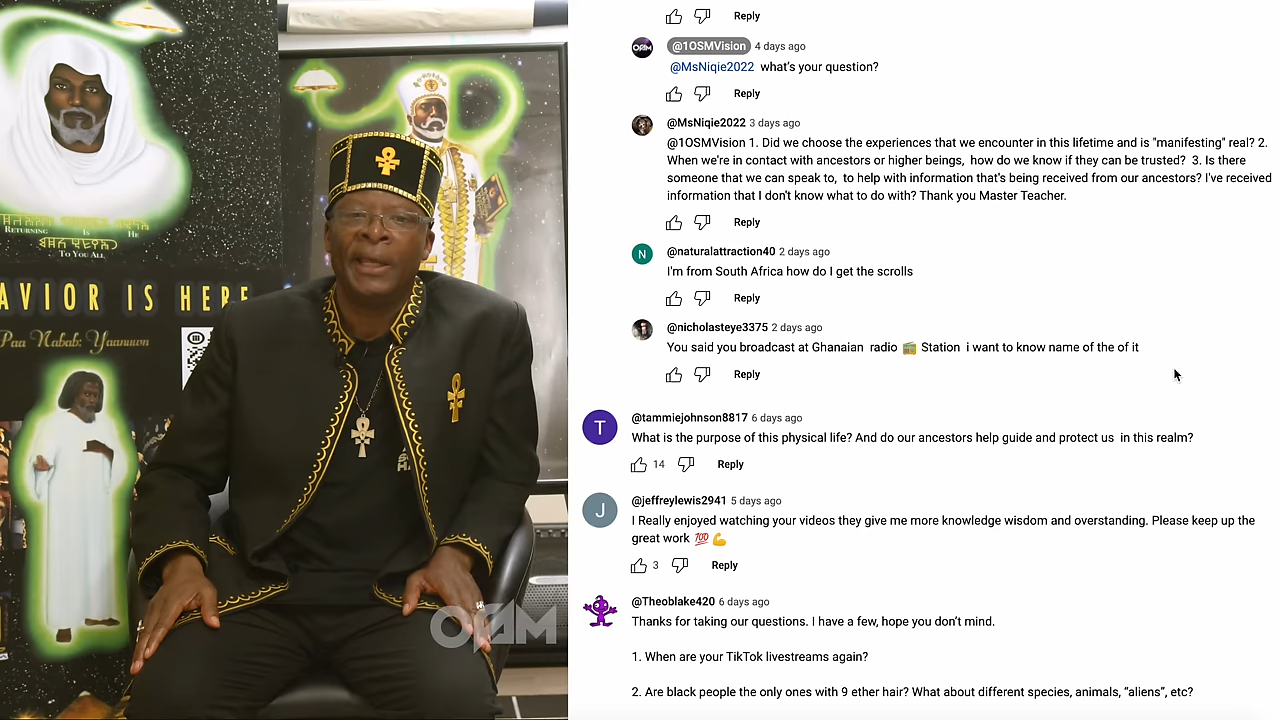 RETURNING IS HE
TO YOU ALL
AVIOR IS HERE
Paa Nabab: Yaanuwn
OSM
Reply
@1OSMVision 4 days ago
@MsNiqie2022 what's your question?
Reply
@MsNiqie2022 3 days ago
@1OSMVision 1. Did we choose the experiences that we encounter in this lifetime and is "manifesting" real? 2.
When we're in contact with ancestors or higher beings, how do we know if they can be trusted? 3. Is there
someone that we can speak to, to help with information that's being received from our ancestors? I've received
information that I don't know what to do with? Thank you Master Teacher.
Reply
N
@naturalattraction40 2 days ago
I'm from South Africa how do I get the scrolls
Reply
@nicholasteye3375 2 days ago
You said you broadcast at Ghanaian radio 📻 Station i want to know name of the of it
Reply
T
@tammiejohnson8817 6 days ago
What is the purpose of this physical life? And do our ancestors help guide and protect us in this realm?
14 Reply
J
@jeffreylewis2941 5 days ago
I Really enjoyed watching your videos they give me more knowledge wisdom and overstanding. Please keep up the
great work 💯 💪
3 Reply
@Theoblake420 6 days ago
Thanks for taking our questions. I have a few, hope you don't mind.
1. When are your TikTok livestreams again?
2. Are black people the only ones with 9 ether hair? What about different species, animals, "aliens", etc?